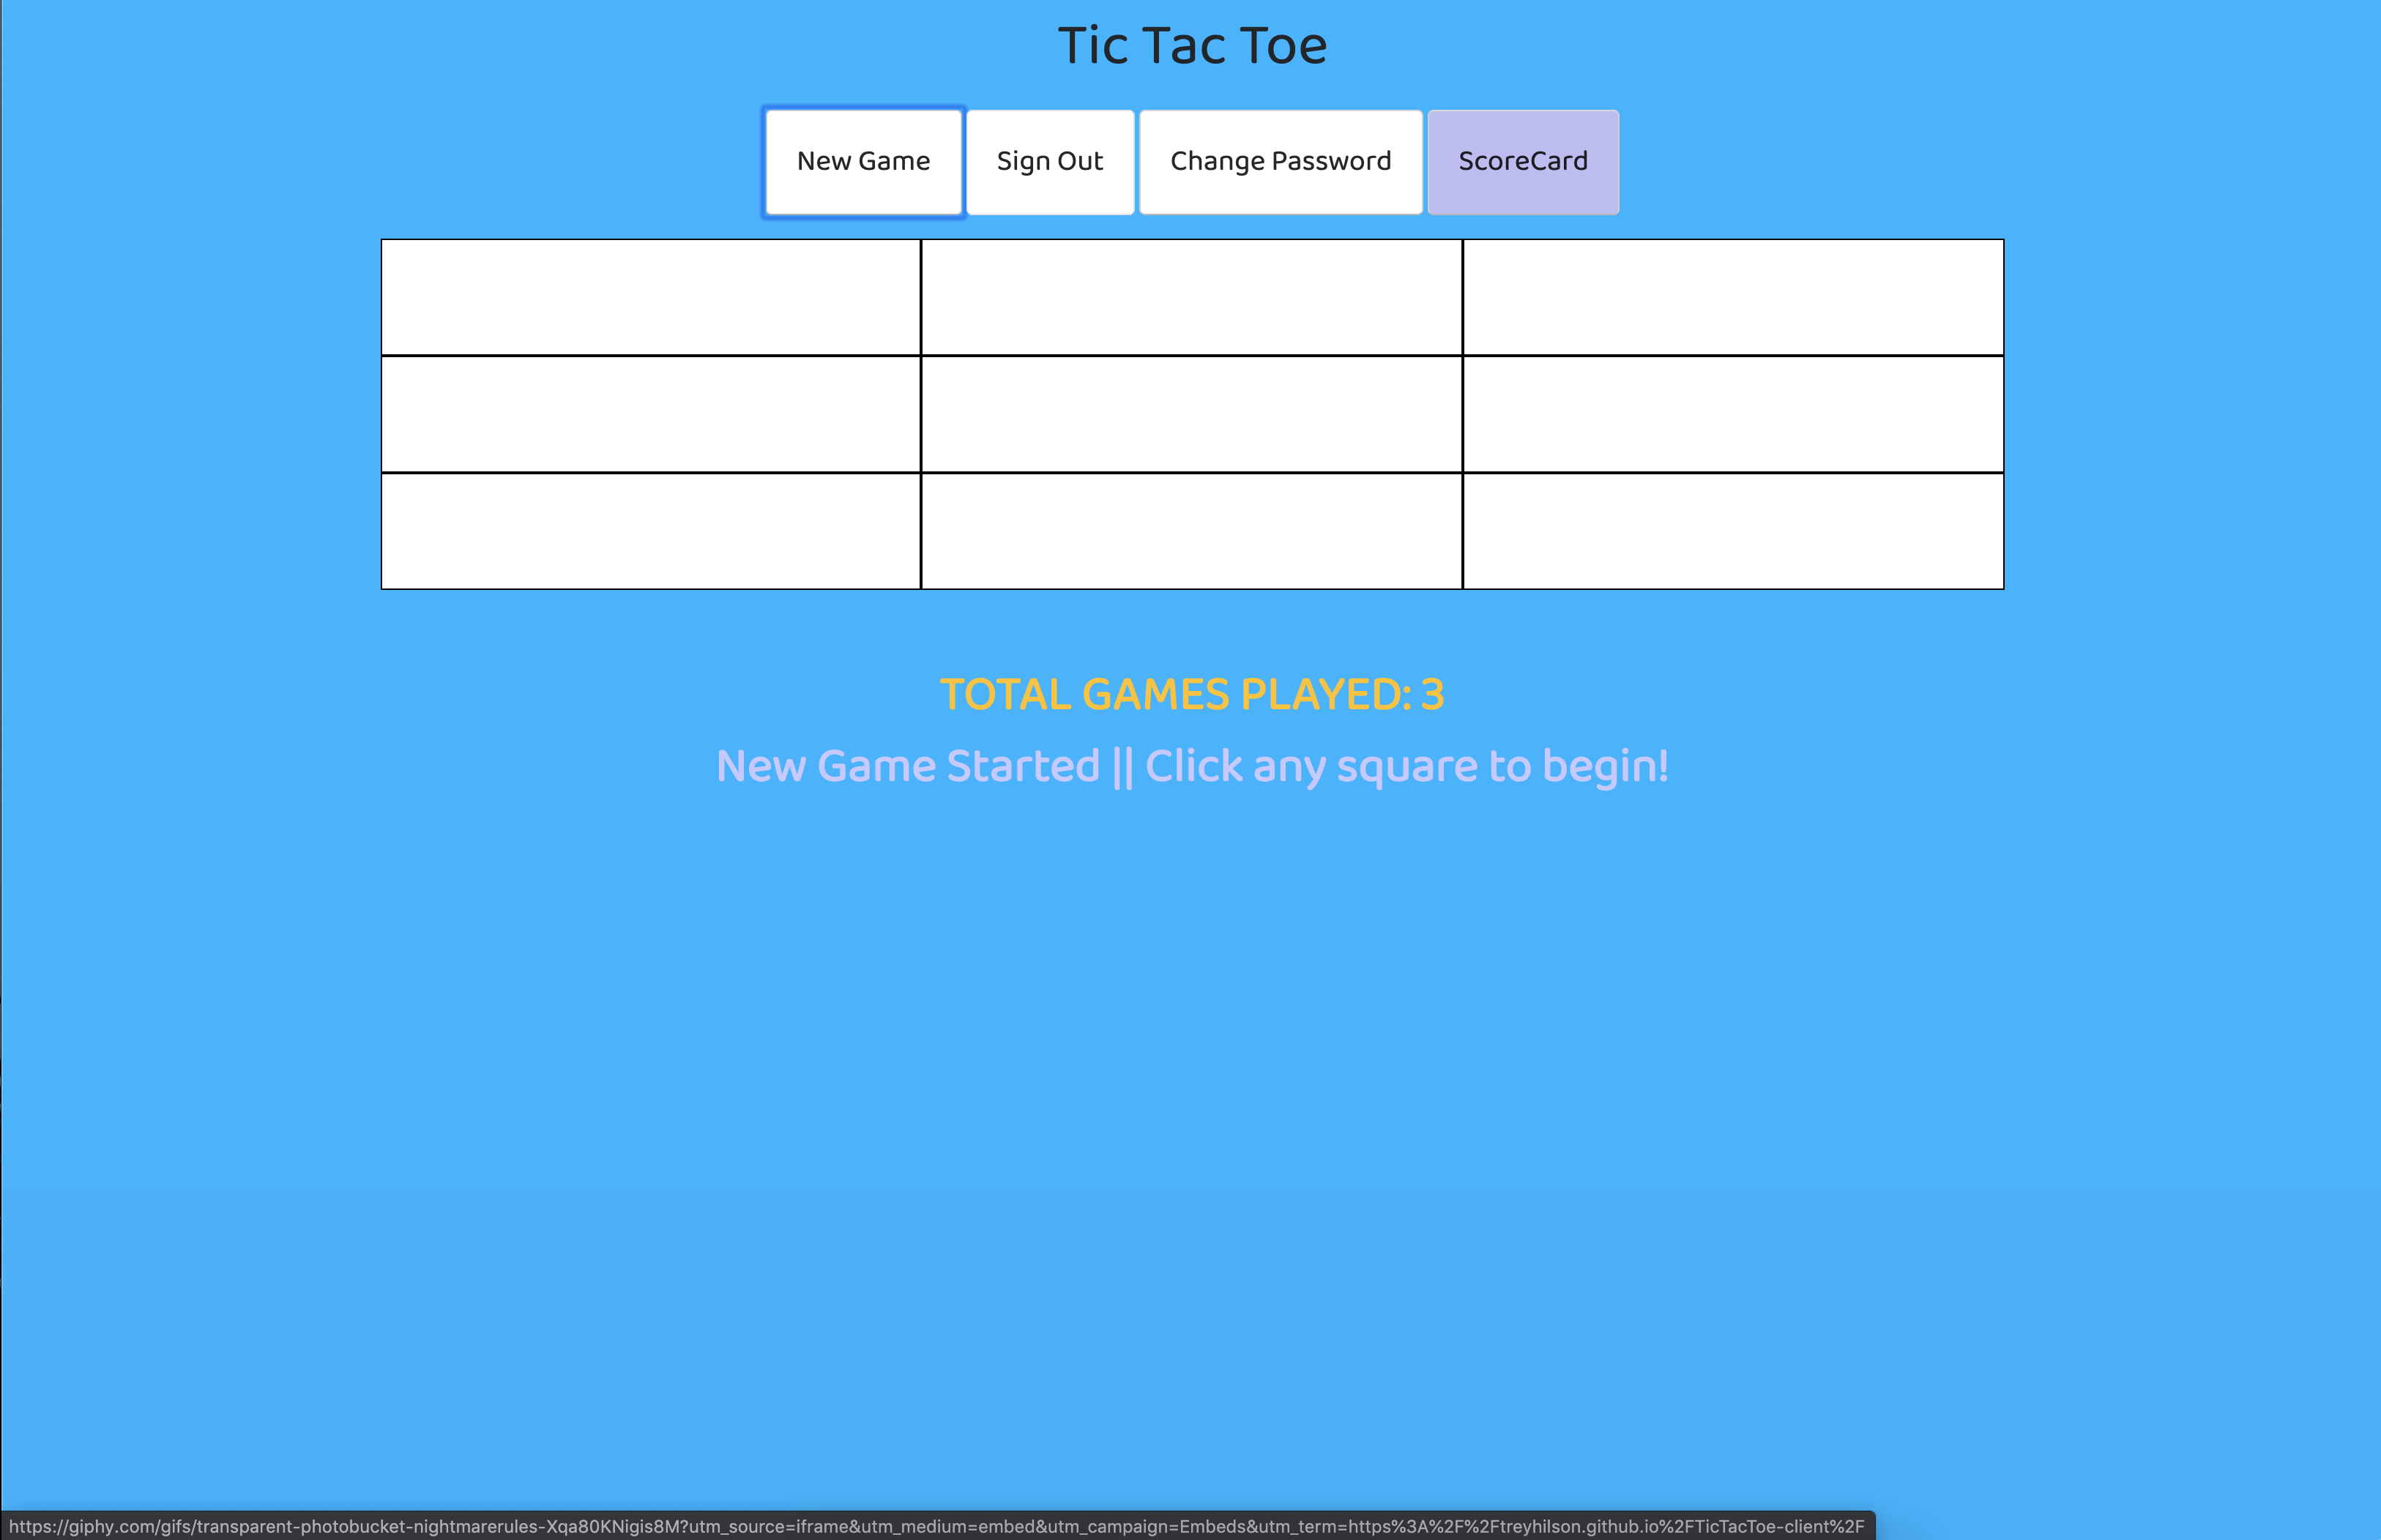 Tic Tac Toe
New Game Sign Out Change Password ScoreCard
TOTAL GAMES PLAYED: 3
New Game Started || Click any square to begin!
https://giphy.com/gifs/transparent-photobucket-nightmarerules-Xqa80KNigis8M?utm_source=iframe&utm_medium=embed&utm_campaign=Embeds&utm_term=https%3A%2F%2Ftreyhilson.github.io%2FTicTacToe-client%2F